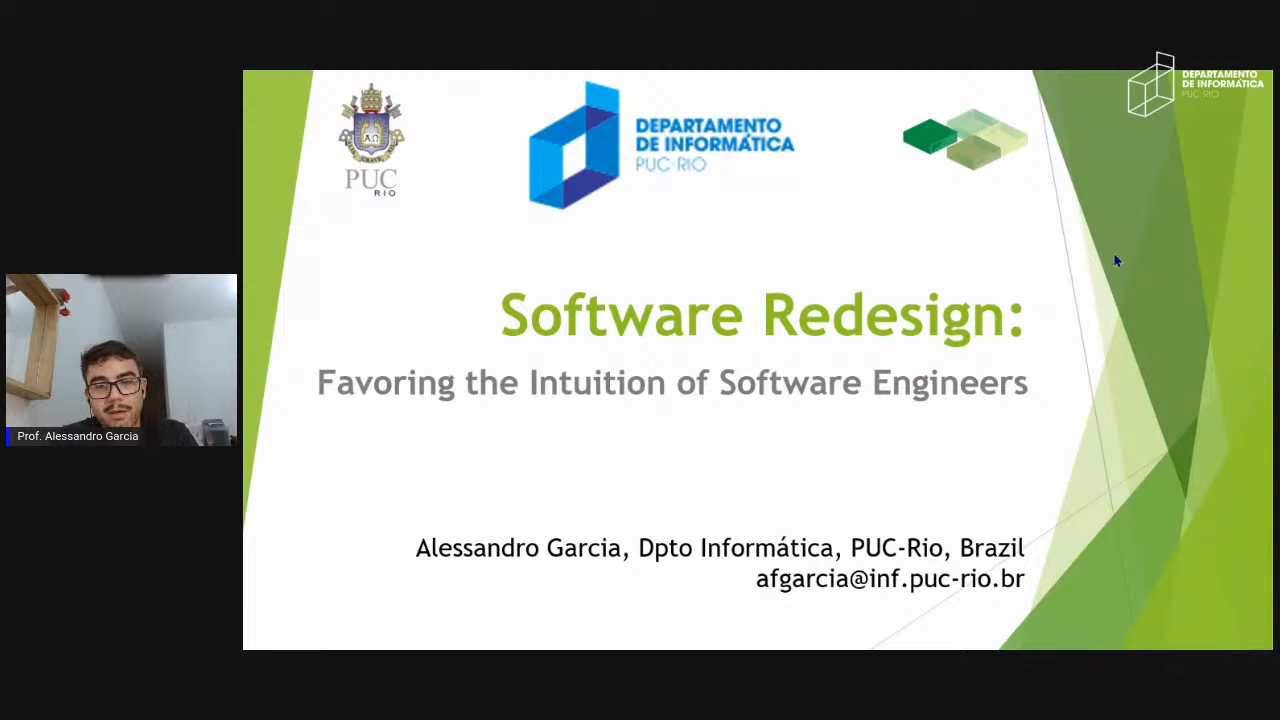 PUC
RIO
DEPARTAMENTO
DE INFORMÁTICA
PUC-RIO
DEPARTAMENTO
DE INFORMÁTICA
PUC-RIO
Software Redesign:
Favoring the Intuition of Software Engineers
Prof. Alessandro Garcia
Alessandro Garcia, Dpto Informática, PUC-Rio, Brazil
afgarcia@inf.puc-rio.br